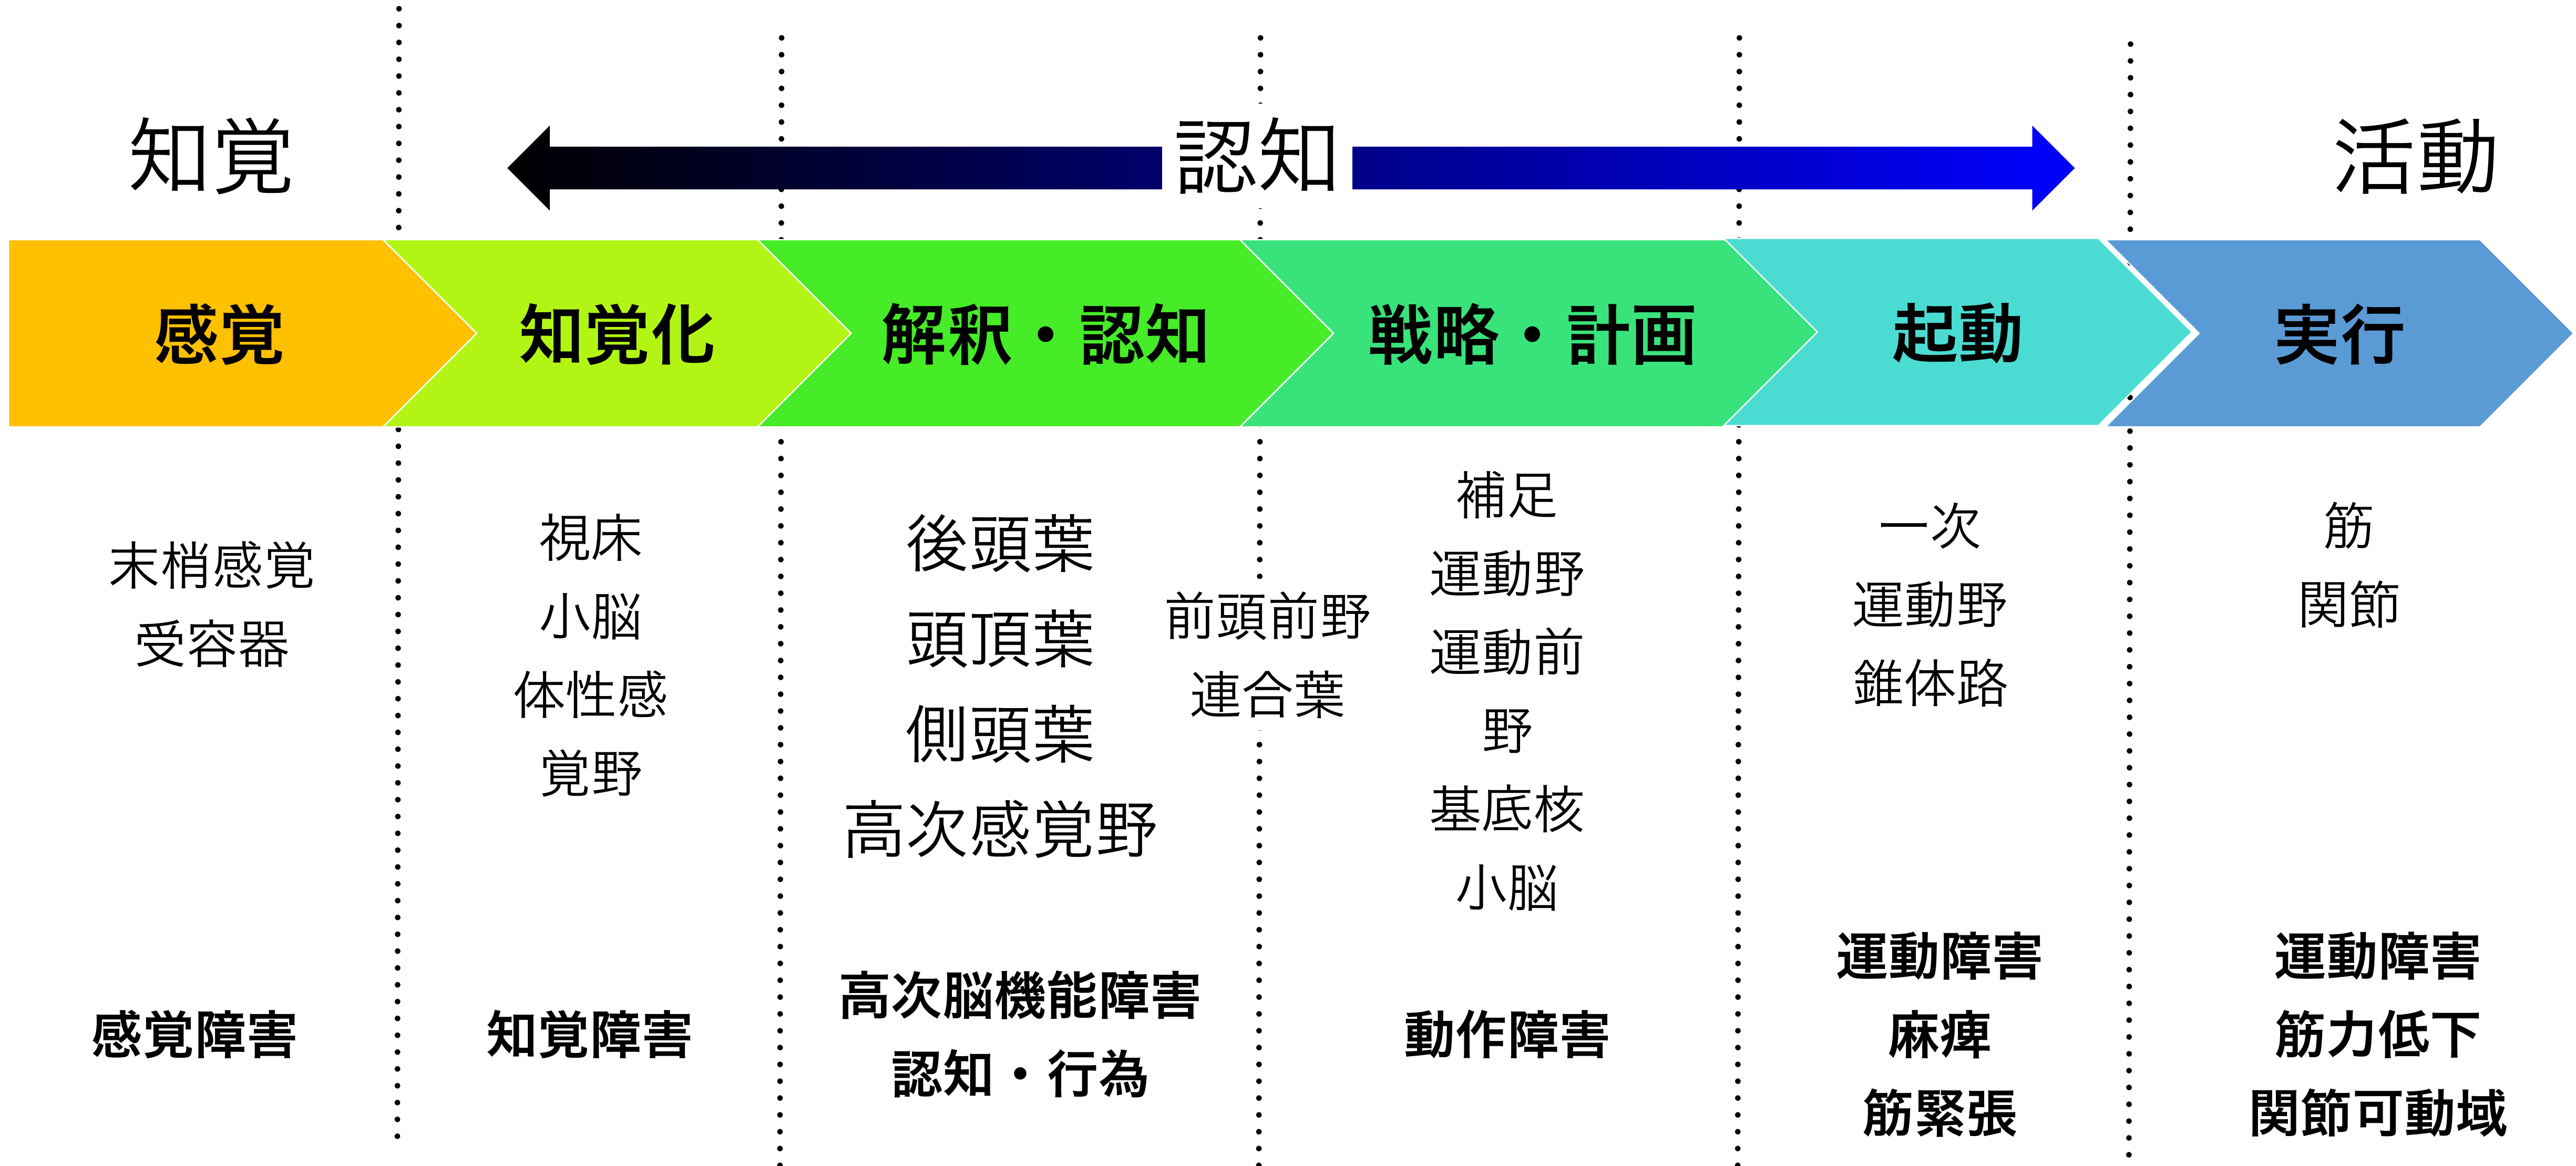 知覚
認知
活動
感覚
知覚化
解釈・認知
戦略・計画
起動
実行
末梢感覚
受容器
視床
小脳
体性感
覚野
後頭葉
頭頂葉
側頭葉
高次感覚野
前頭前野
連合葉
補足
運動野
運動前
野
基底核
小脳
一次
運動野
錐体路
筋
関節
感覚障害
知覚障害
高次脳機能障害
認知・行為
動作障害
運動障害
麻痺
筋緊張
運動障害
筋力低下
関節可動域